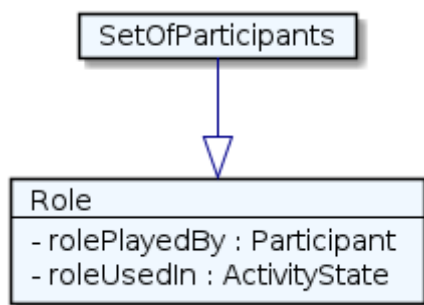 SetOfParticipants
Role
- rolePlayedBy : Participant
- roleUsedIn : ActivityState